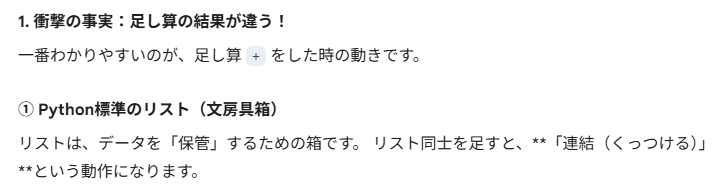 1. 衝撃の事実：足し算の結果が違う！
一番わかりやすいのが、足し算 + をした時の動きです。
① Python標準のリスト（文房具箱）
リストは、データを「保管」するための箱です。 リスト同士を足すと、**「連結（くっつける）」
**という動作になります。